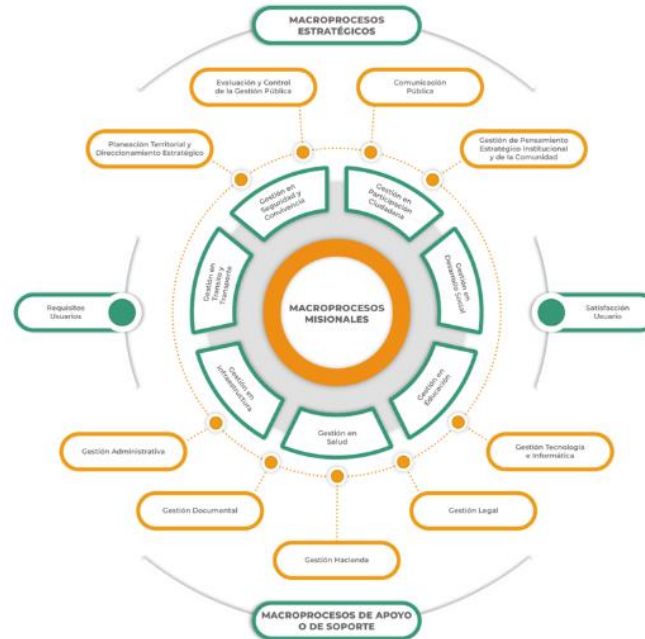 MACROPROCESOS
ESTRATÉGICOS
Evaluación y Control
de la Gestión Pública
Comunicación
Pública
Planeación Territorial y
Direccionamiento Estratégico
Gestión de Pensamiento
Estratégico Institucional
y de la Comunidad
Gestión en
Seguridad y
Convivencia
Gestión en
Participación
Ciudadana
Gestión en
Transito y
Transporte
Gestión en
Desarrollo Social
Requisitos
Usuarios
MACROPROCESOS
MISIONALES
Satisfacción
Usuario
Gestión en
Infraestructura
Gestión en
Educación
Gestión en
Salud
Gestión Administrativa
Gestión Tecnología
e Informática
Gestión Documental
Gestión Legal
Gestión Hacienda
MACROPROCESOS DE APOYO
O DE SOPORTE